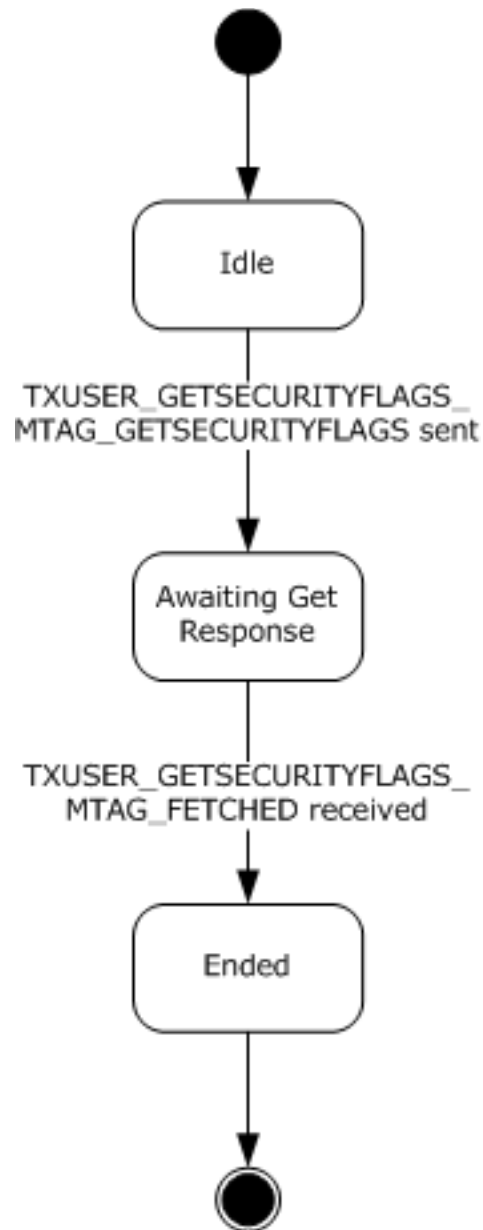 Idle
TXUSER_GETSECURITYFLAGS_
MTAG_GETSECURITYFLAGS sent
Awaiting Get
Response
TXUSER_GETSECURITYFLAGS_
MTAG_FETCHED received
Ended